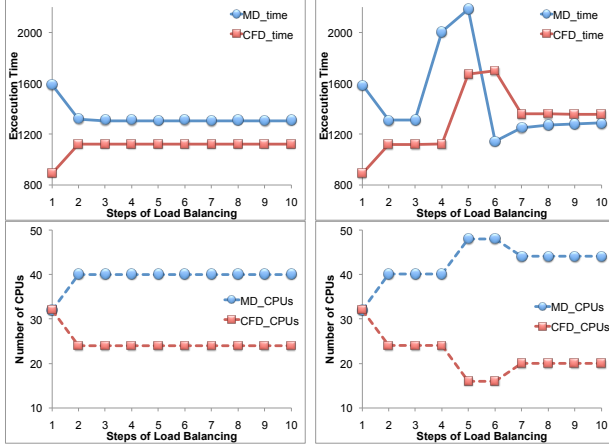 MD_time
CFD_time
Excecution Time
2000
1600
1200
800
1 2 3 4 5 6 7 8 9 10
Steps of Load Balancing
MD_time
CFD_time
Excecution Time
2000
1600
1200
800
1 2 3 4 5 6 7 8 9 10
Steps of Load Balancing
Number of CPUs
50
40
30
20
10
MD_CPUs
CFD_CPUs
1 2 3 4 5 6 7 8 9 10
Steps of Load Balancing
Number of CPUs
50
40
30
20
10
MD_CPUs
CFD_CPUs
1 2 3 4 5 6 7 8 9 10
Steps of Load Balancing